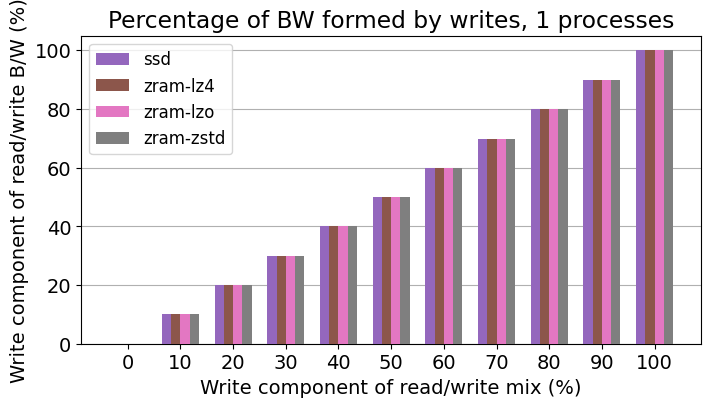 Percentage of BW formed by writes, 1 processes
Write component of read/write B/W (%)
100
80
60
40
20
0
ssd
zram-lz4
zram-lzo
zram-zstd
0 10 20 30 40 50 60 70 80 90 100
Write component of read/write mix (%)